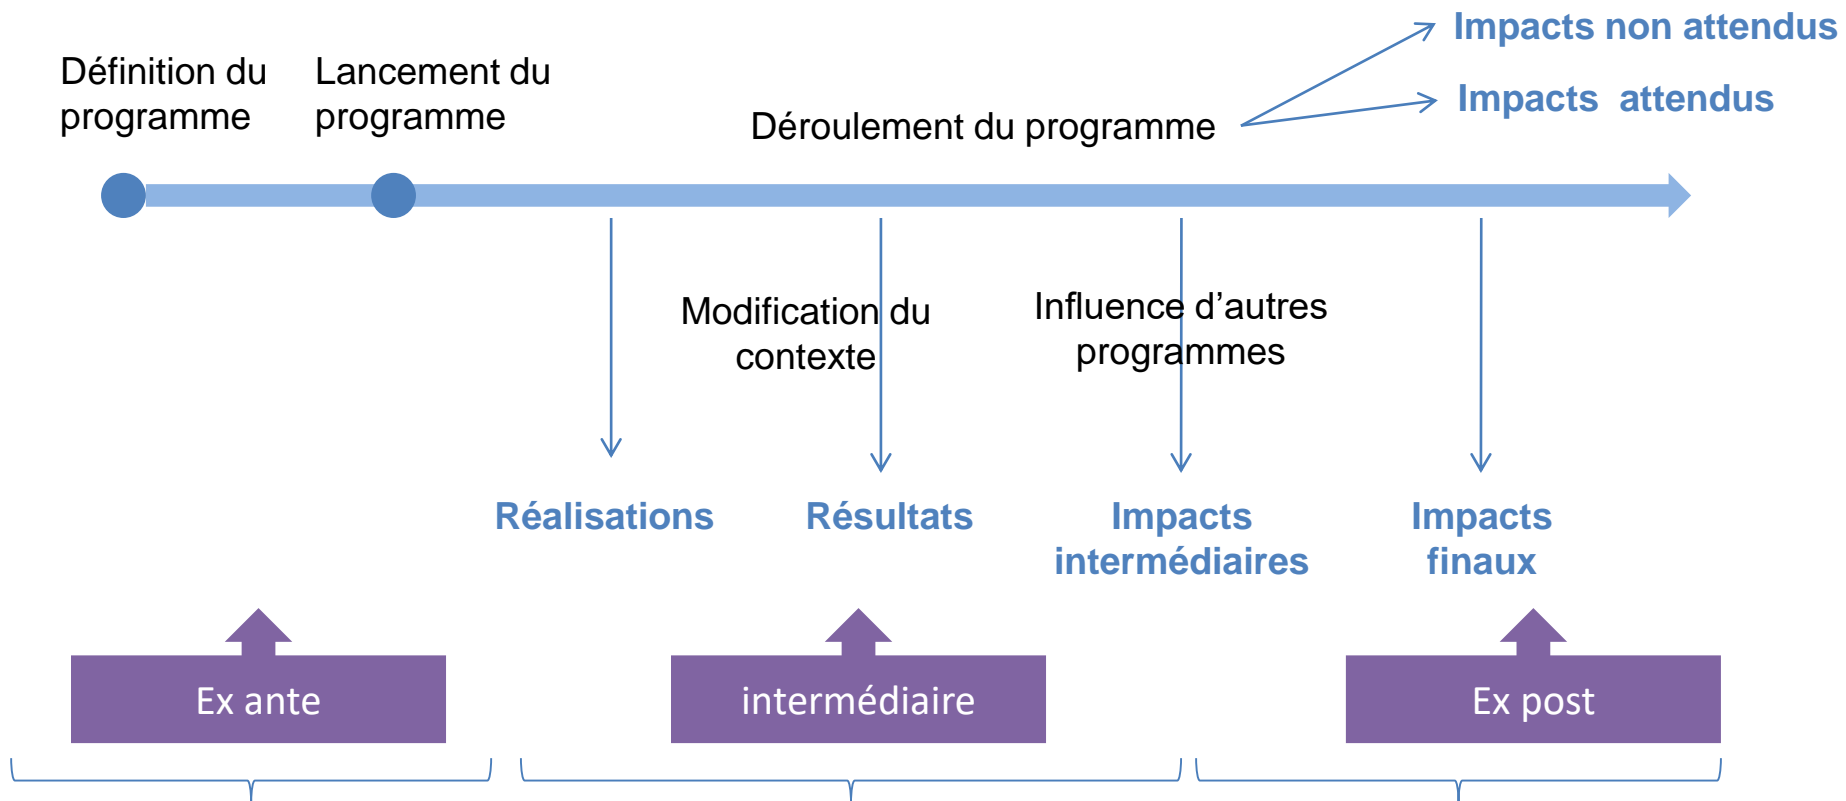 Impacts non attendus
Définition du
programme
Lancement du
programme
Impacts  attendus
Déroulement du programme
Modification du
contexte
Influence d’autres
programmes
Réalisations
Résultats
Impacts
intermédiaires
Impacts
finaux
Ex ante
intermédiaire
Ex post